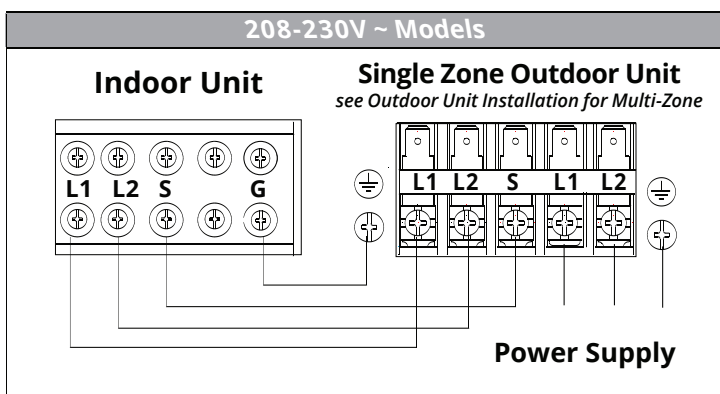 208-230V ~ Models
Indoor Unit
Single Zone Outdoor Unit
see Outdoor Unit Installation for Multi-Zone
L1 L2 S G
L1 L2 S L1 L2
Power Supply